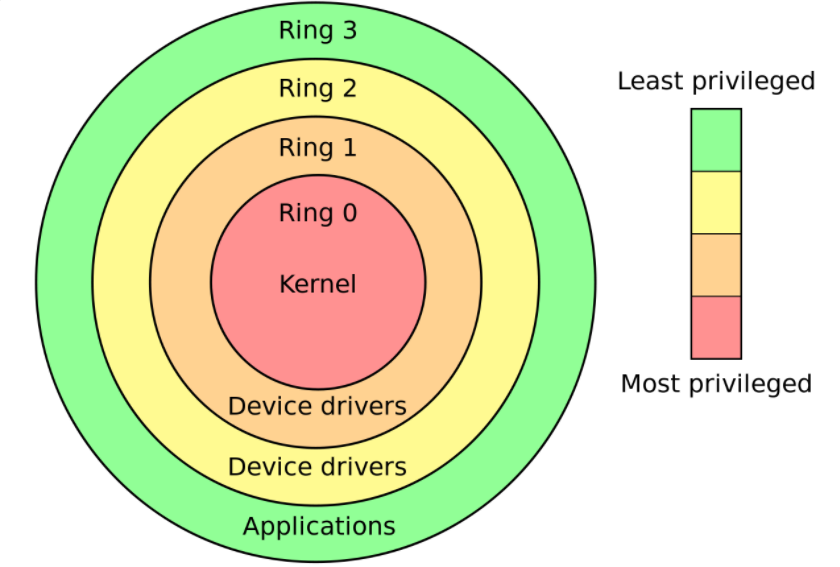 Ring 3
Ring 2
Ring 1
Ring 0
Kernel
Device drivers
Device drivers
Applications
Least privileged
Most privileged